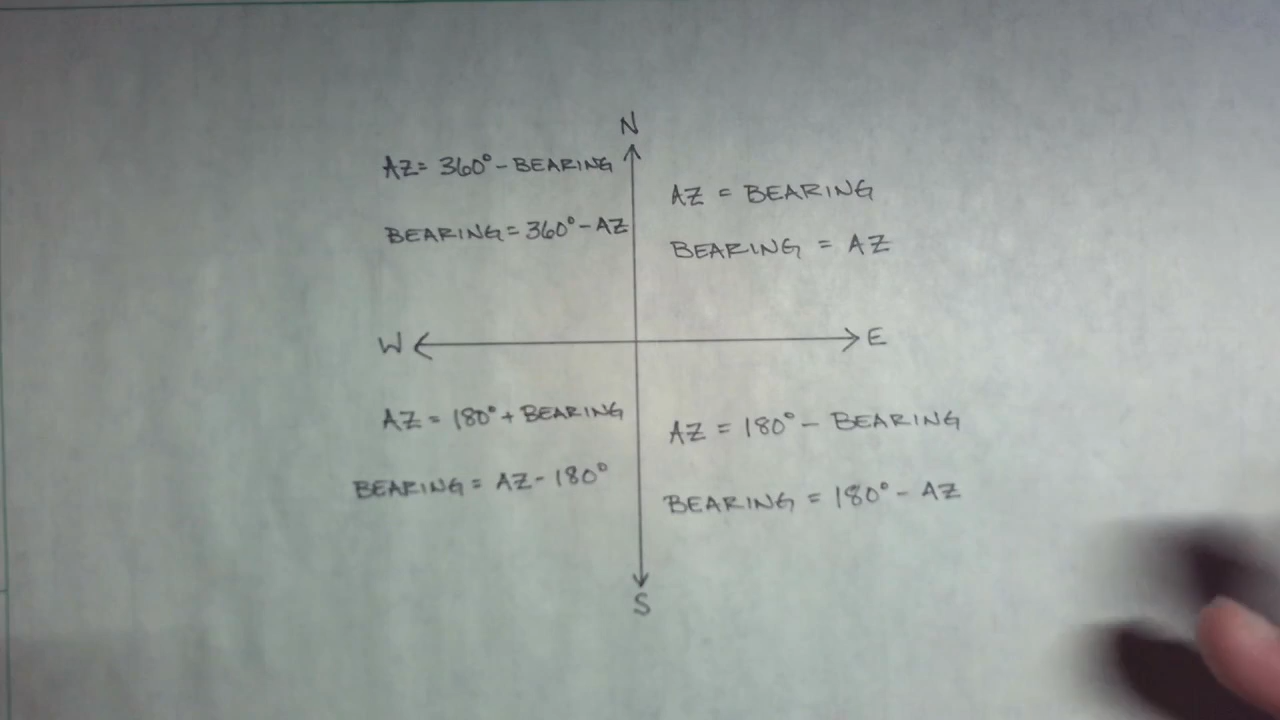 N
AZ = 360° - BEARING
BEARING = 360° - AZ
AZ = BEARING
BEARING = AZ
W
E
AZ = 180° + BEARING
BEARING = AZ - 180°
AZ = 180° - BEARING
BEARING = 180° - AZ
S